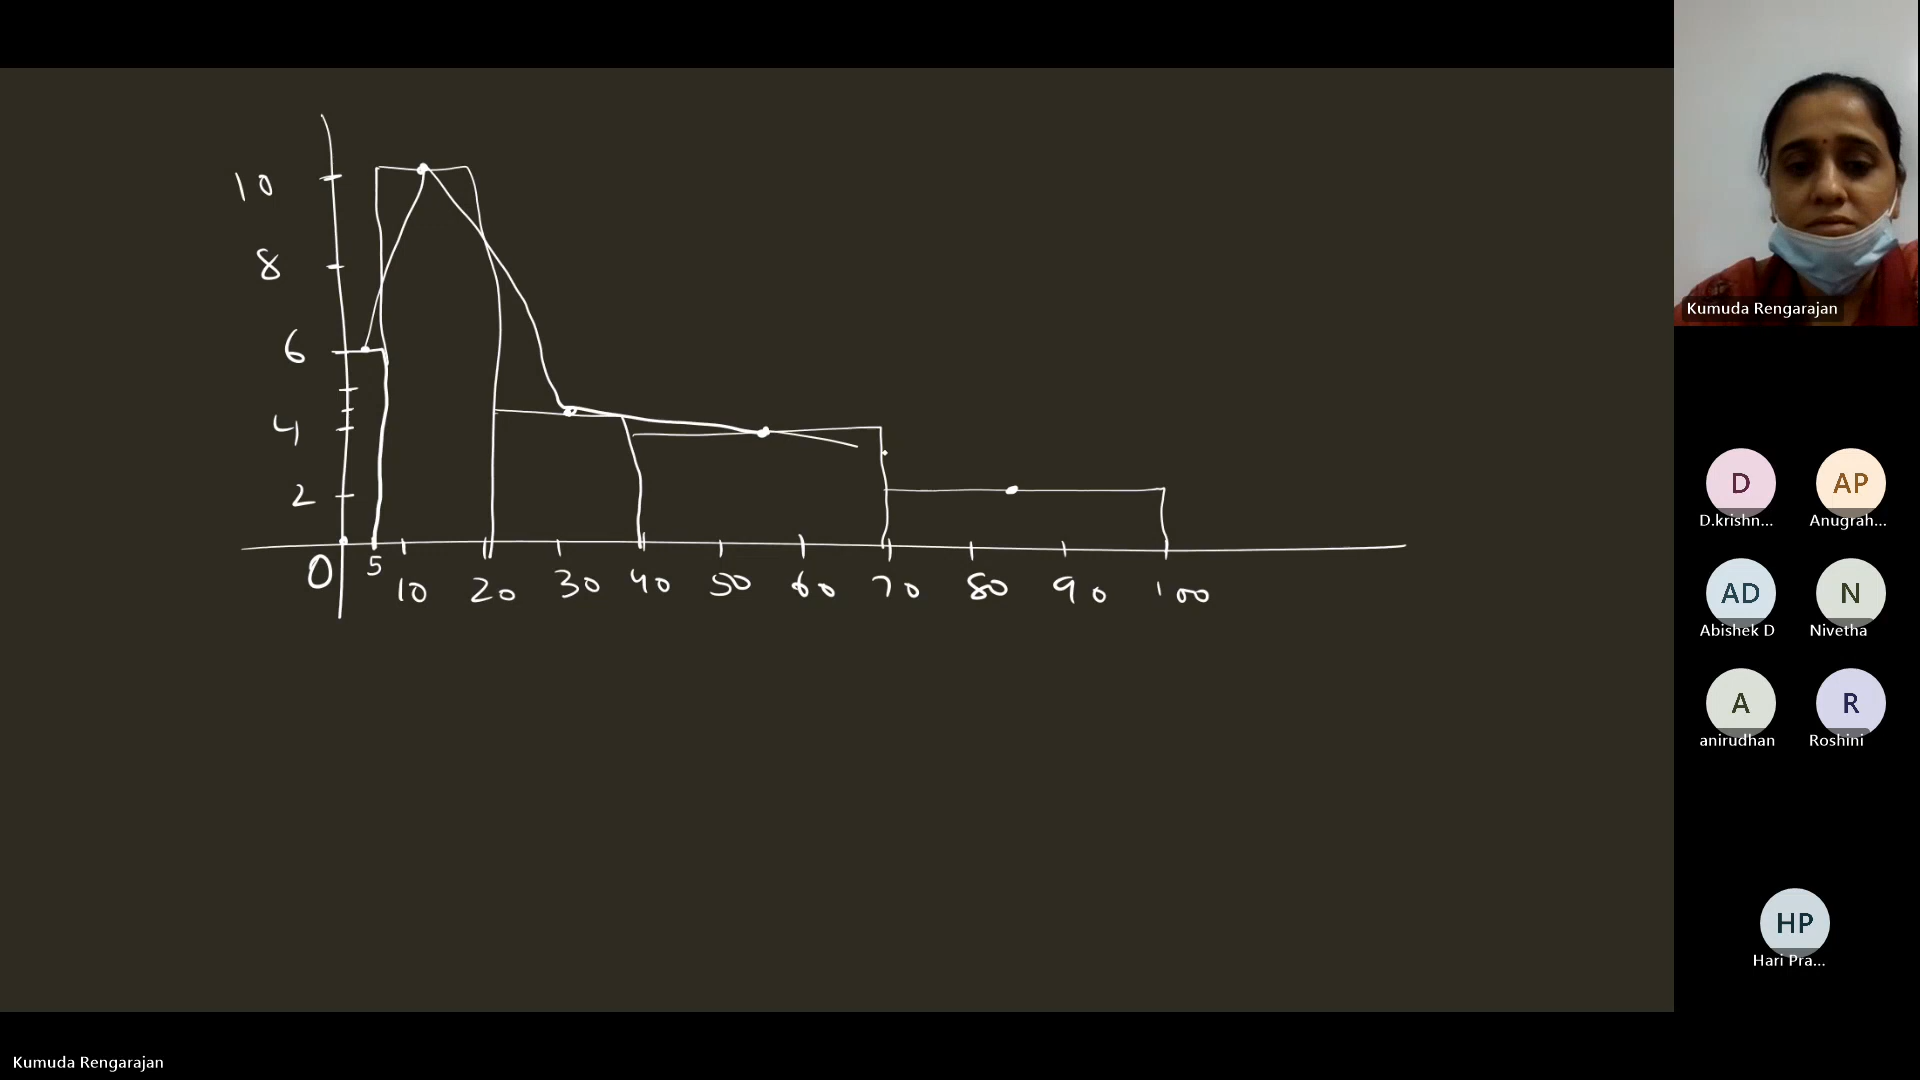 10
8
6
4
2
0 5 10 20 30 40 50 60 70 80 90 100
Kumuda Rengarajan
D AP
D.krishn... Anugrah...
AD N
Abishek D Nivetha
A R
anirudhan Roshini
HP
Hari Pra...
Kumuda Rengarajan